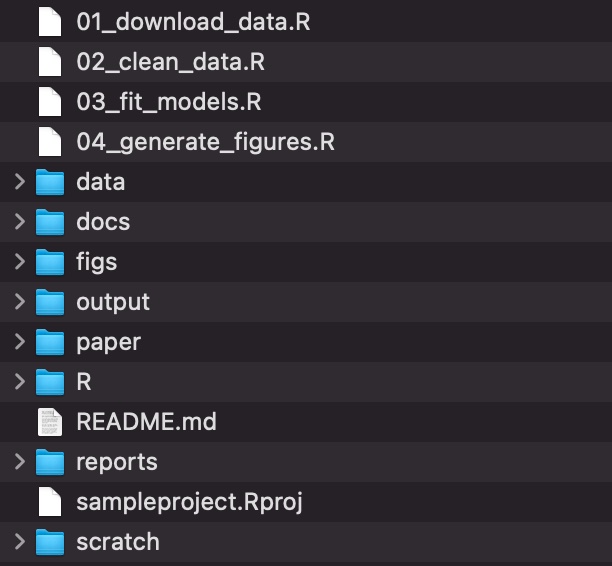 01_download_data.R
02_clean_data.R
03_fit_models.R
04_generate_figures.R
data
docs
figs
output
paper
R
README.md
reports
sampleproject.Rproj
scratch